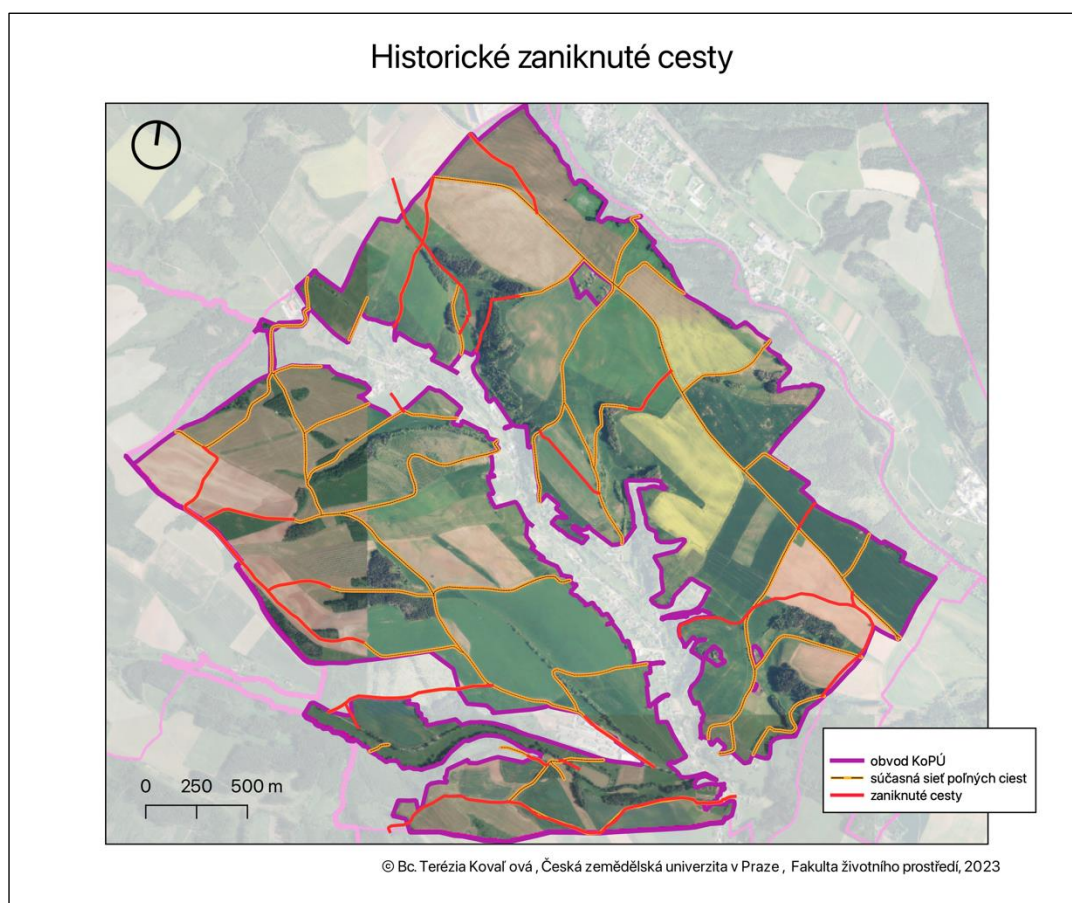 Historické zaniknuté cesty
0 250 500 m
obvod KoPÚ
súčasná sieť poľných ciest
zaniknuté cesty
© Bc. Terézia Kovaľ ová , Česká zemědělská univerzita v Praze , Fakulta životního prostředí, 2023